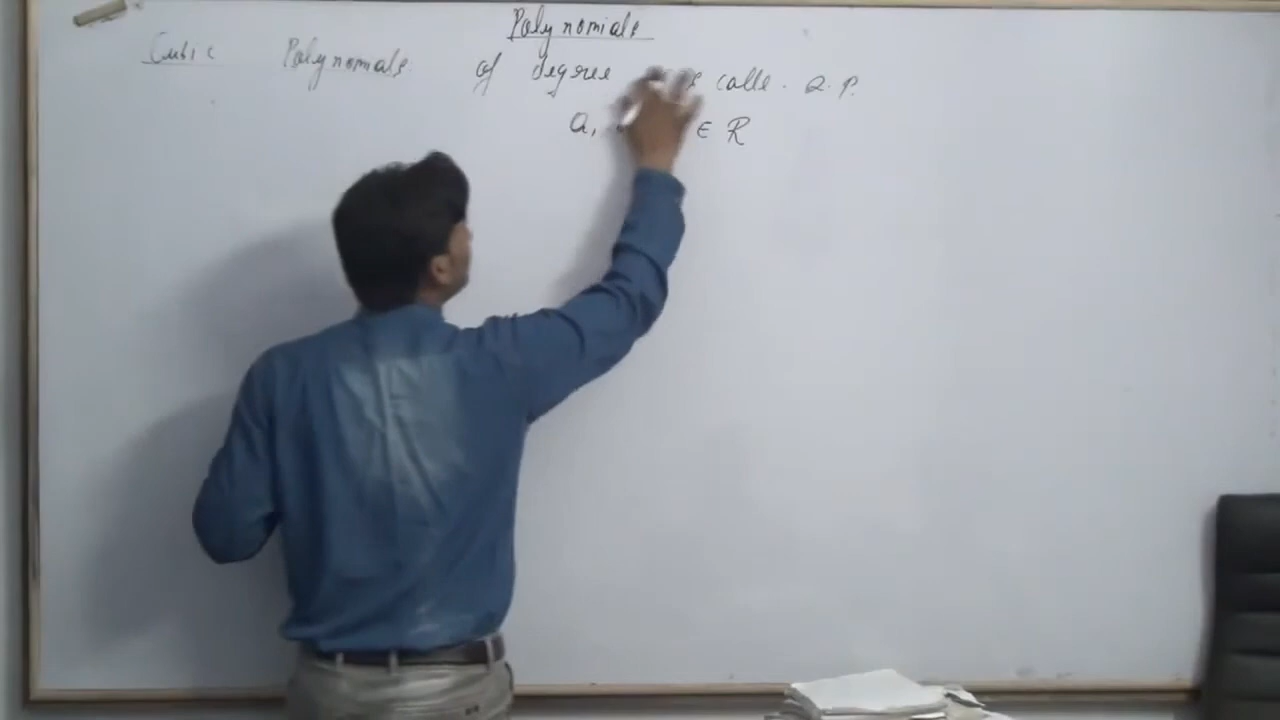 Polynomials
Cubic Polynomials of degree calle. Q.P.
a, ∈ R